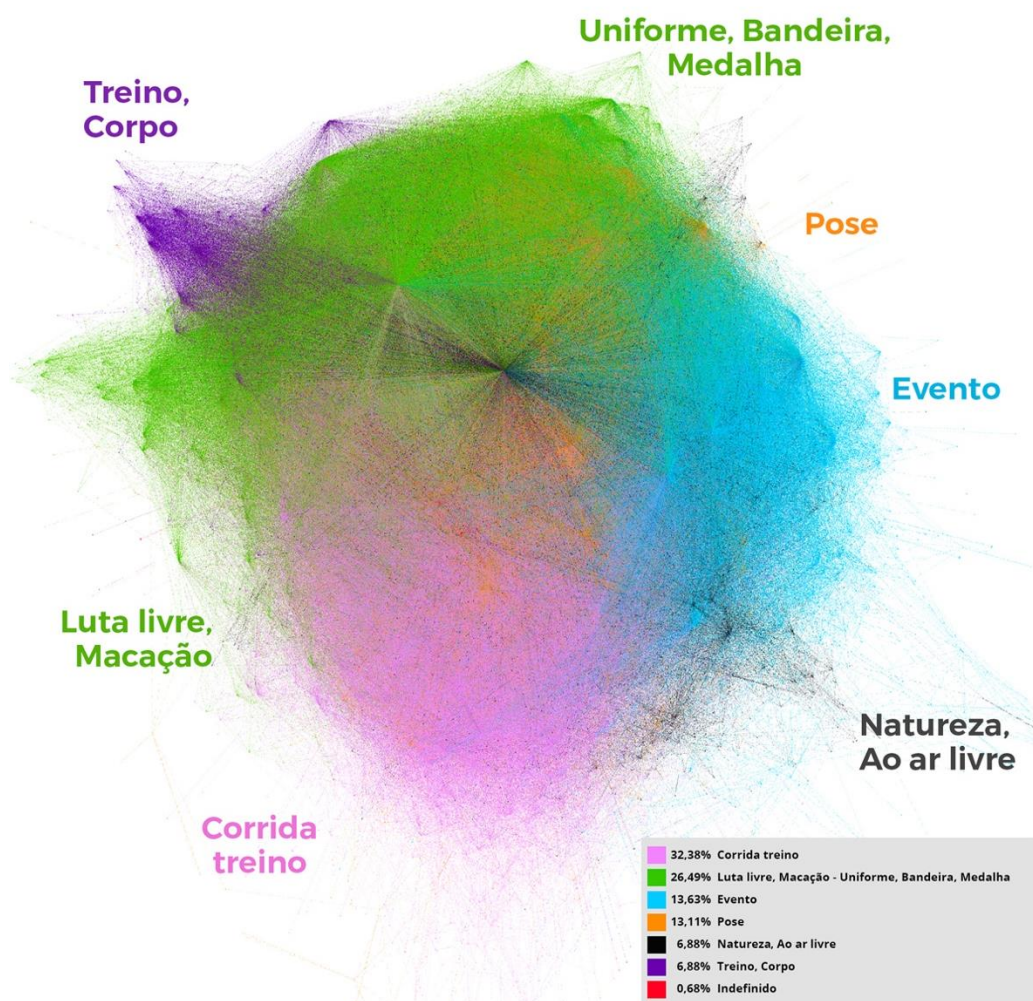 Uniforme, Bandeira,
Medalha
Treino,
Corpo
Pose
Evento
Luta livre,
Macação
Natureza,
Ao ar livre
Corrida
treino
32,38% Corrida treino
26,49% Luta livre, Macação - Uniforme, Bandeira, Medalha
13,63% Evento
13,11% Pose
6,88% Natureza, Ao ar livre
6,88% Treino, Corpo
0,68% Indefinido